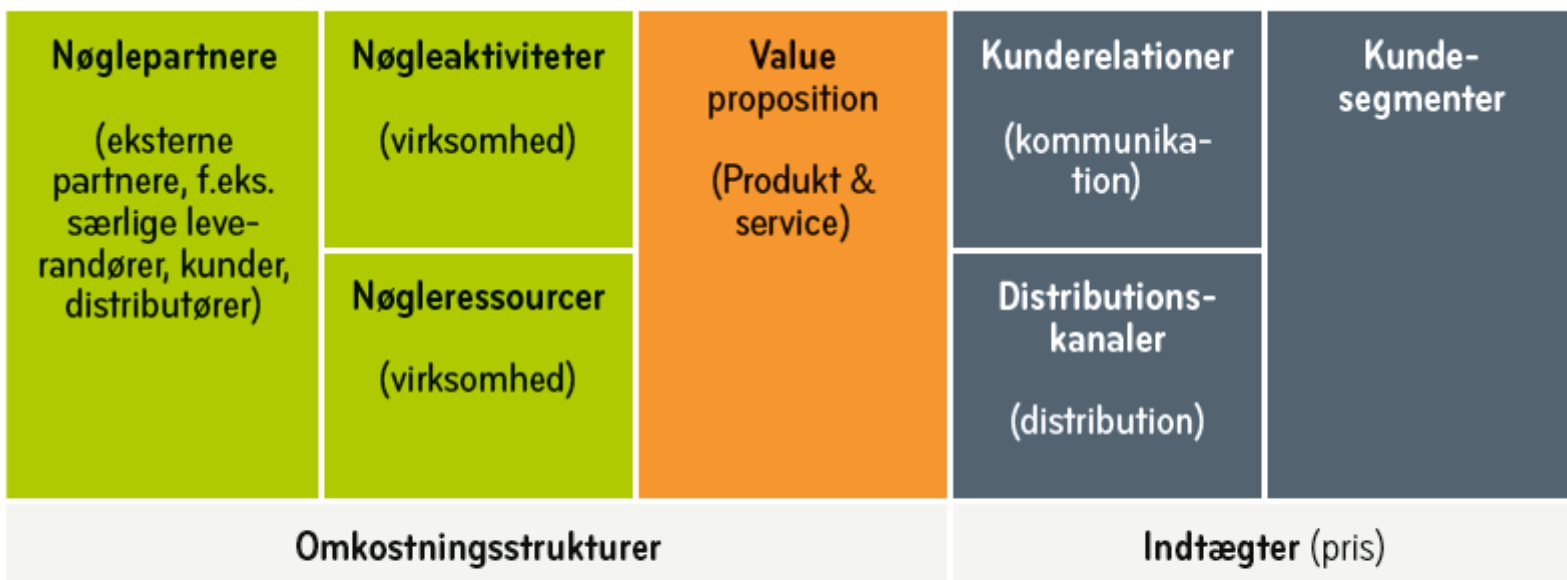 Nøglepartnere
(eksterne
partnere, f.eks.
særlige leve-
randører, kunder,
distributører)
Nøgleaktiviteter
(virksomhed)
Nøgleressourcer
(virksomhed)
Value
proposition
(Produkt &
service)
Kunderelationer
(kommunika-
tion)
Distributions-
kanaler
(distribution)
Kunde-
segmenter
Omkostningsstrukturer
Indtægter (pris)